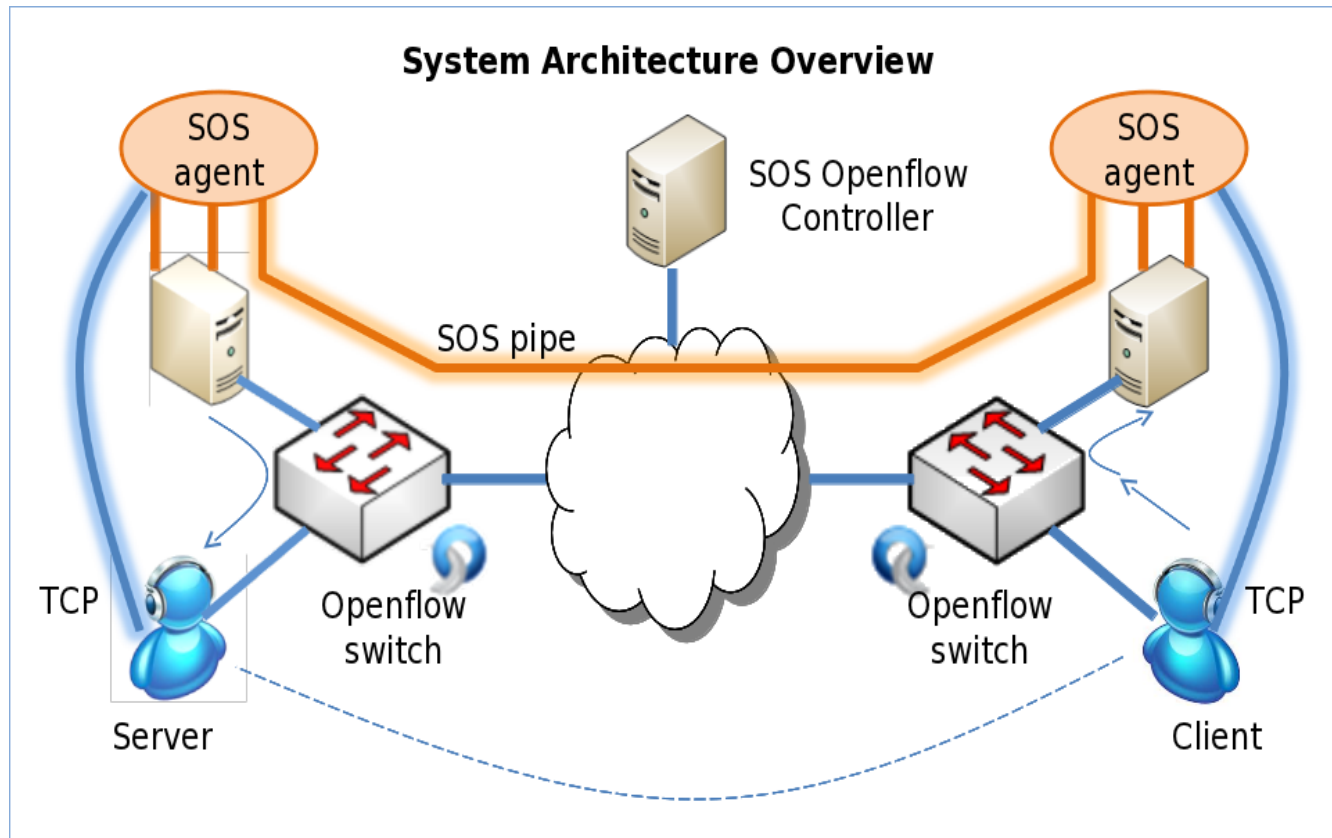 System Architecture Overview
SOS
agent
SOS
agent
SOS Openflow
Controller
SOS pipe
TCP
Openflow
switch
Openflow
switch
TCP
Server
Client